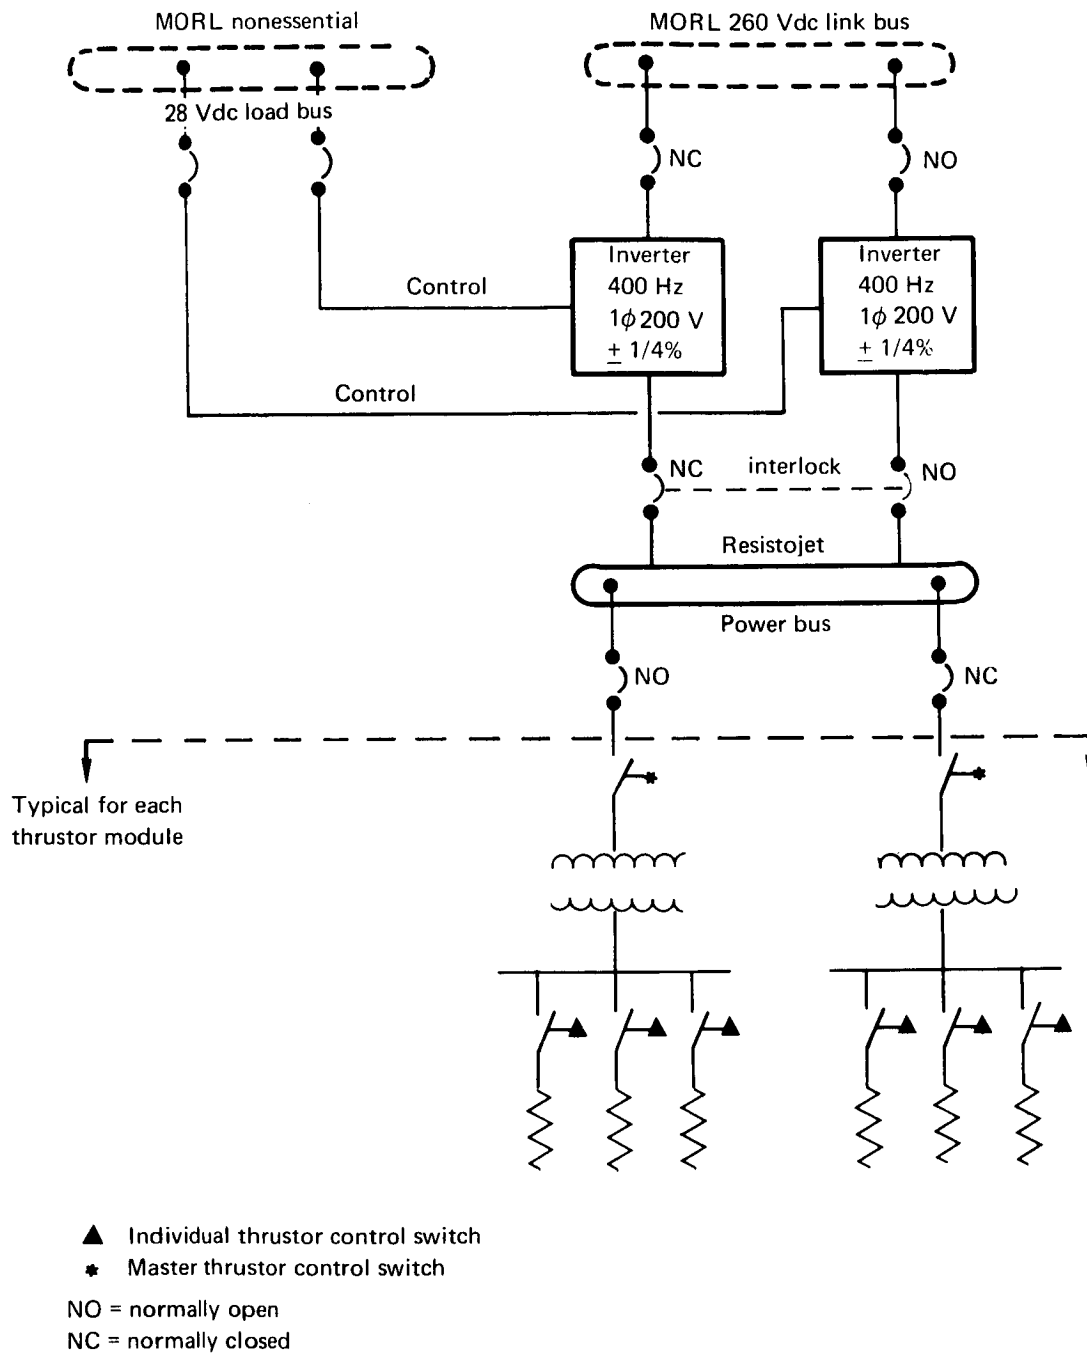 MORL nonessential
MORL 260 Vdc link bus
28 Vdc load bus
NC
NO
Inverter
400 Hz
1ϕ 200 V
± 1/4%
Inverter
400 Hz
1ϕ 200 V
± 1/4%
Control
Control
NC
interlock
NO
Resistojet
Power bus
NO
NC
Typical for each
thrustor module
▲ Individual thrustor control switch
* Master thrustor control switch
NO = normally open
NC = normally closed